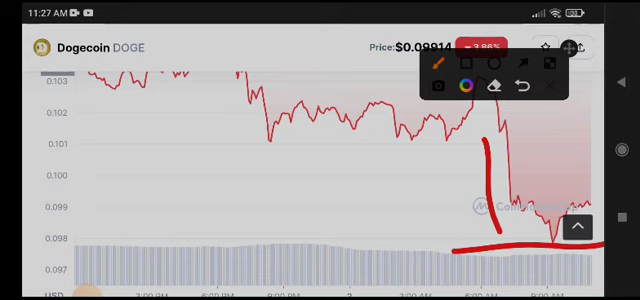 11:27 AM
Dogecoin DOGE
Price: $0.09914 - 3.86%
0.103
0.102
0.101
0.100
0.099
0.098
0.097
USD 3:00 PM 6:00 PM 9:00 PM 2 3:00 AM 6:00 AM 9:00 AM